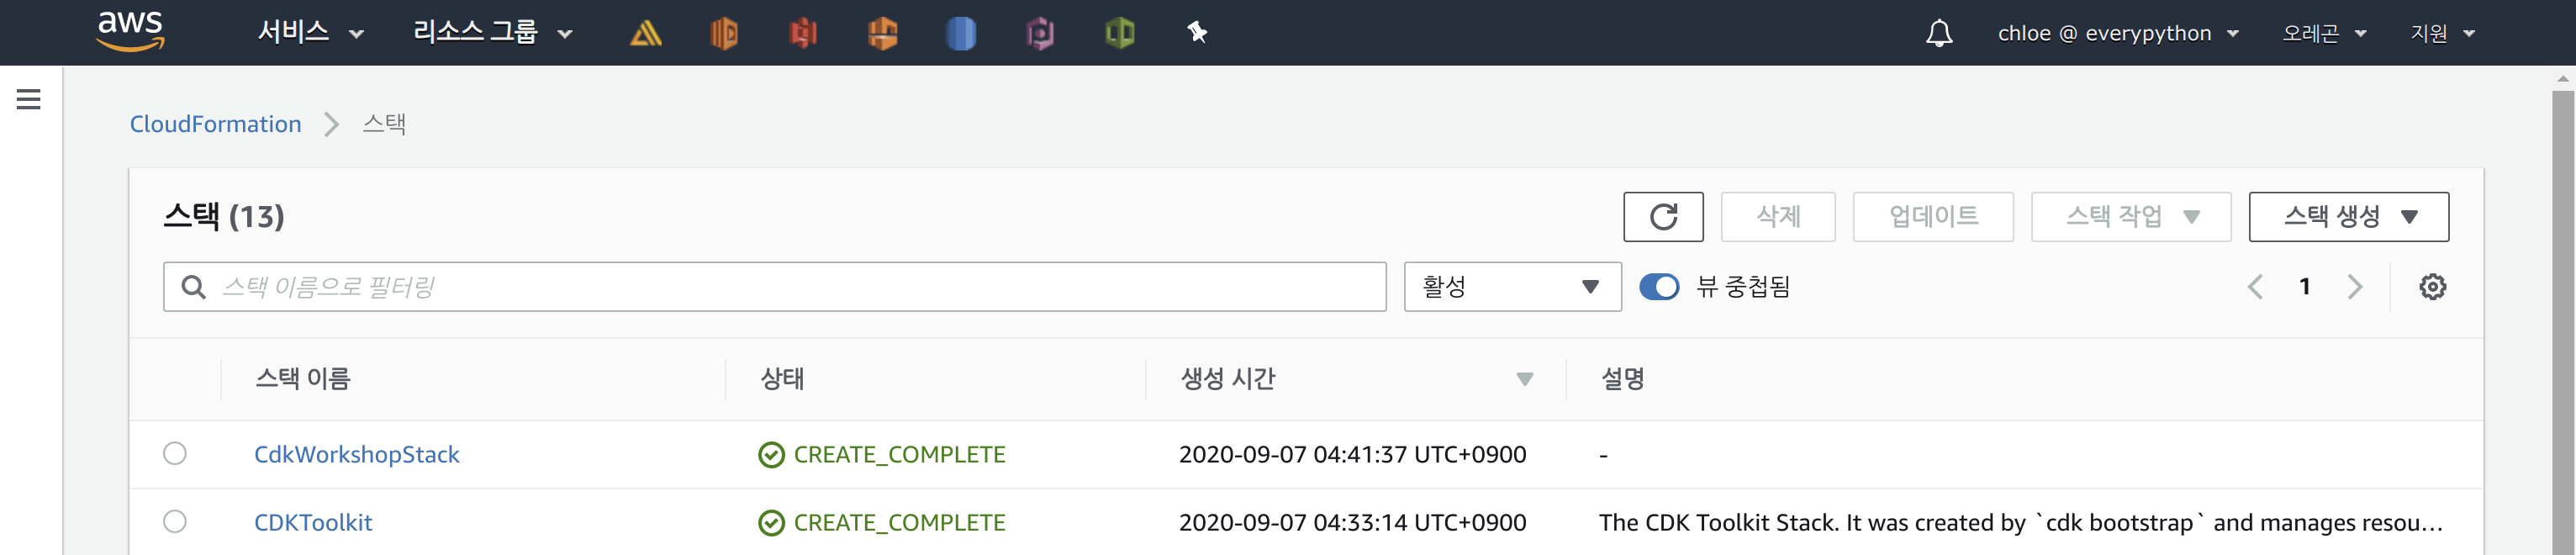 aws 서비스 리소스 그룹 chloe @ everypython 오레곤 지원
CloudFormation 스택
스택 (13) 삭제 업데이트 스택 작업 스택 생성
스택 이름으로 필터링 활성 뷰 중첩됨 1
스택 이름 상태 생성 시간 설명
CdkWorkshopStack CREATE_COMPLETE 2020-09-07 04:41:37 UTC+0900 -
CDKToolkit CREATE_COMPLETE 2020-09-07 04:33:14 UTC+0900 The CDK Toolkit Stack. It was created by `cdk bootstrap` and manages resou...